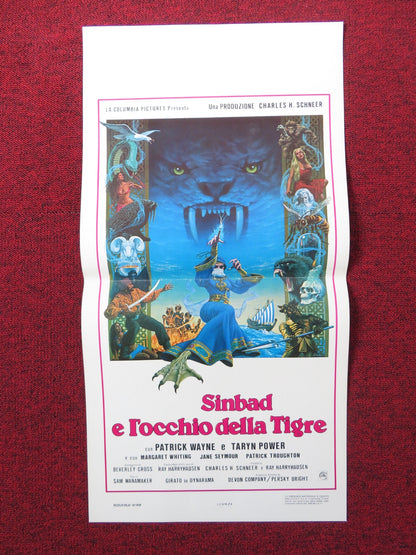 LA COLUMBIA PICTURES Presenta Una PRODUZIONE CHARLES H. SCHNEER
Sinbad
e l'occhio della Tigre
con PATRICK WAYNE e TARYN POWER
e con MARGARET WHITING JANE SEYMOUR PATRICK TROUGHTON
BEVERLEY CROSS RAY HARRYHAUSEN CHARLES H. SCHNEER e RAY HARRYHAUSEN
SAM WANAMAKER GIRATO in DYNARAMA DEVON COMPANY/PERSKY BRIGHT